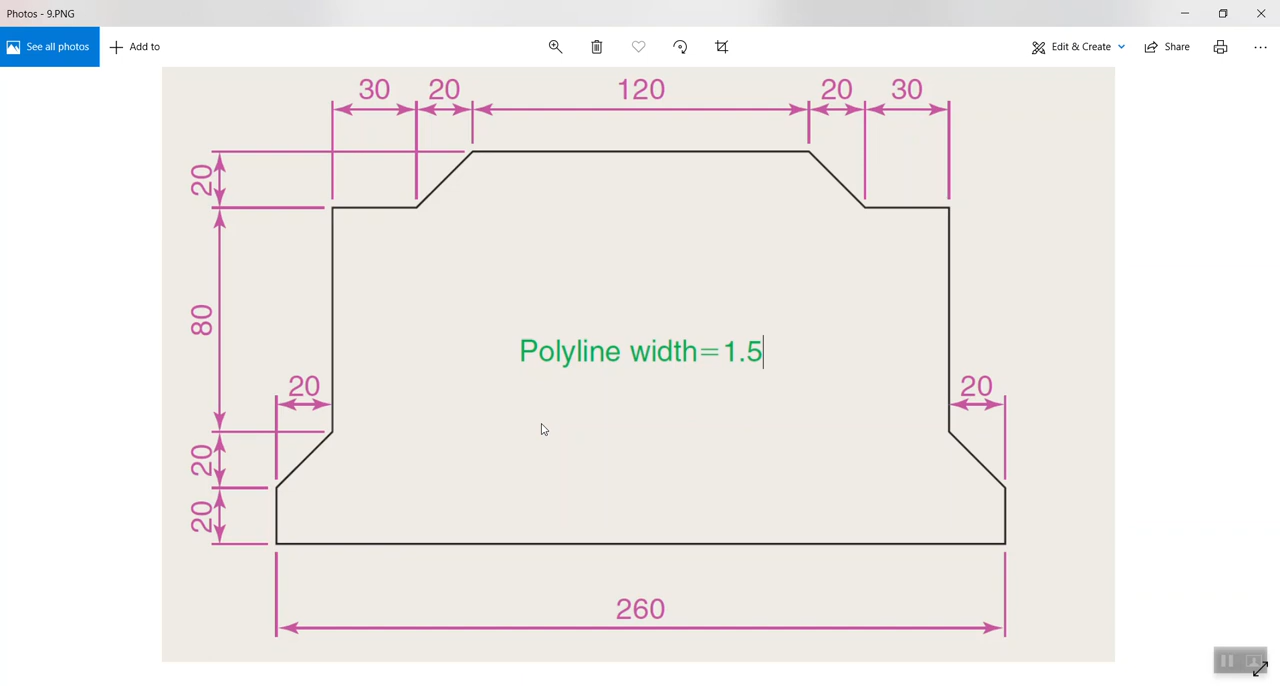 Photos - 9.PNG
See all photos
Add to
Edit & Create
Share
30 20 120 20 30
20
80
Polyline width=1.5
20 20
20
20
260